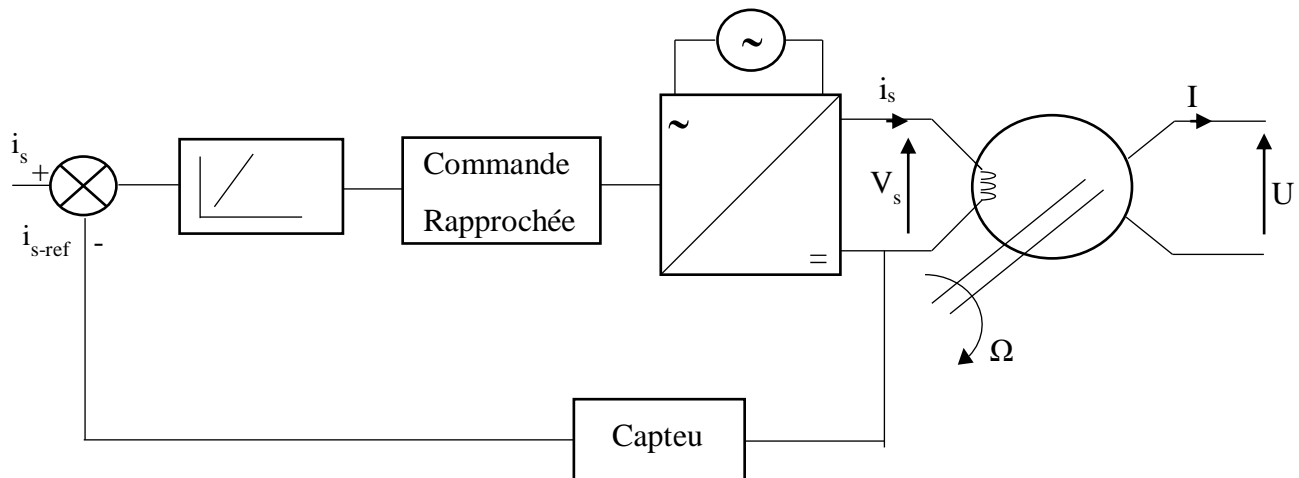 ~
i_s
I
i_s
+
~
Commande
Rapprochée
V_s
U
i_s-ref
-
=
Ω
Capteu